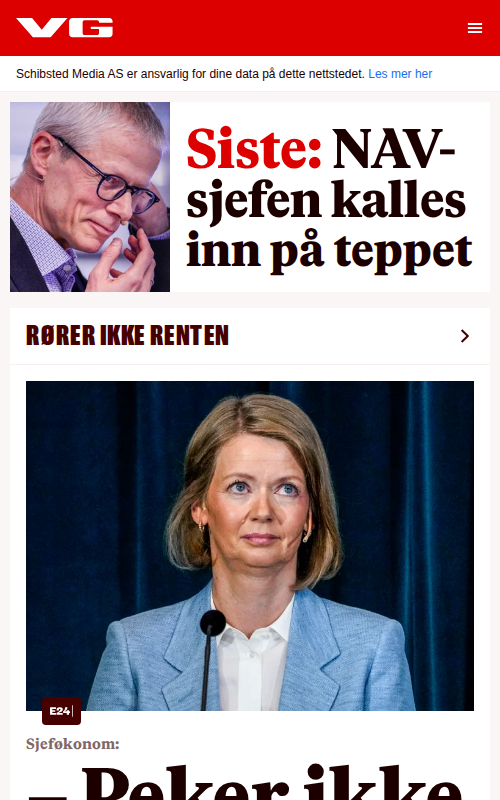 VG
Schibsted Media AS er ansvarlig for dine data på dette nettstedet. Les mer her
Siste: NAV-
sjefen kalles
inn på teppet
RØRER IKKE RENTEN
E24
Sjeføkonom:
– Peker ikke